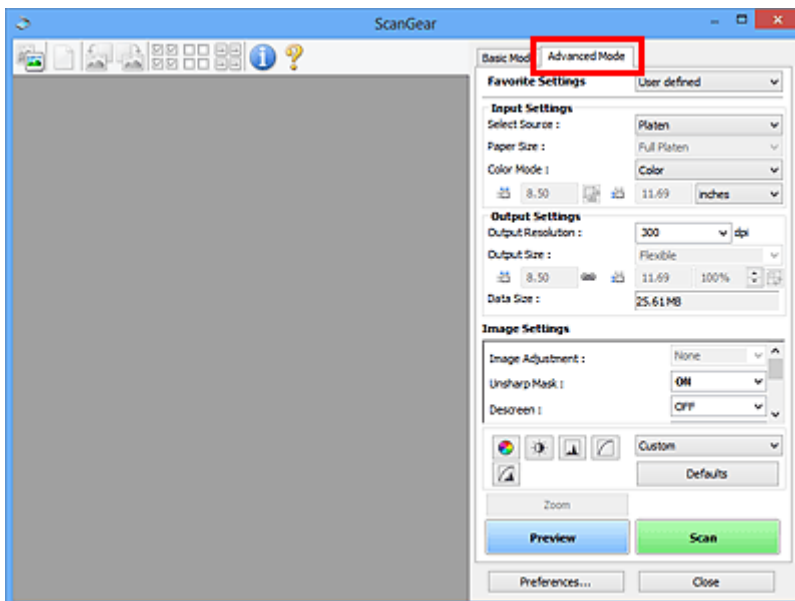 ScanGear
Basic Mod Advanced Mode
Favorite Settings User defined
Input Settings
Select Source : Platen
Paper Size : Full Platen
Color Mode : Color
8.50 11.69 inches
Output Settings
Output Resolution : 300 dpi
Output Size : Flexible
8.50 11.69 100%
Data Size : 25.61 MB
Image Settings
Image Adjustment : None
Unsharp Mask : ON
Descreen : OFF
Custom
Defaults
Zoom
Preview Scan
Preferences... Close